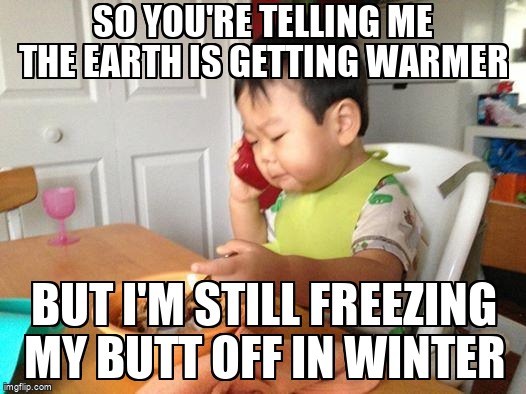 SO YOU'RE TELLING ME
THE EARTH IS GETTING WARMER
BUT I'M STILL FREEZING
MY BUTT OFF IN WINTER
imgflip.com